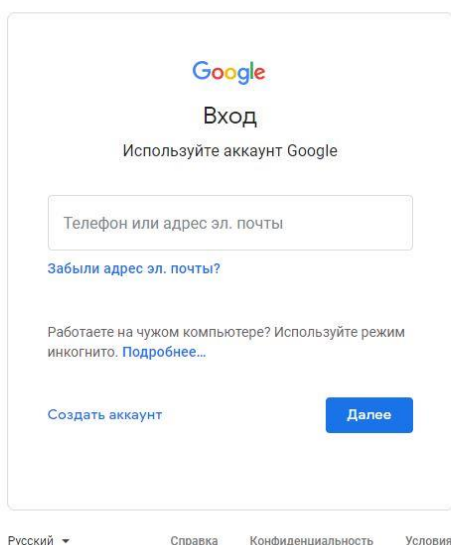 Google
Вход
Используйте аккаунт Google
Телефон или адрес эл. почты
Забыли адрес эл. почты?
Работаете на чужом компьютере? Используйте режим
инкогнито. Подробнее...
Создать аккаунт Далее
Русский Справка Конфиденциальность Условия